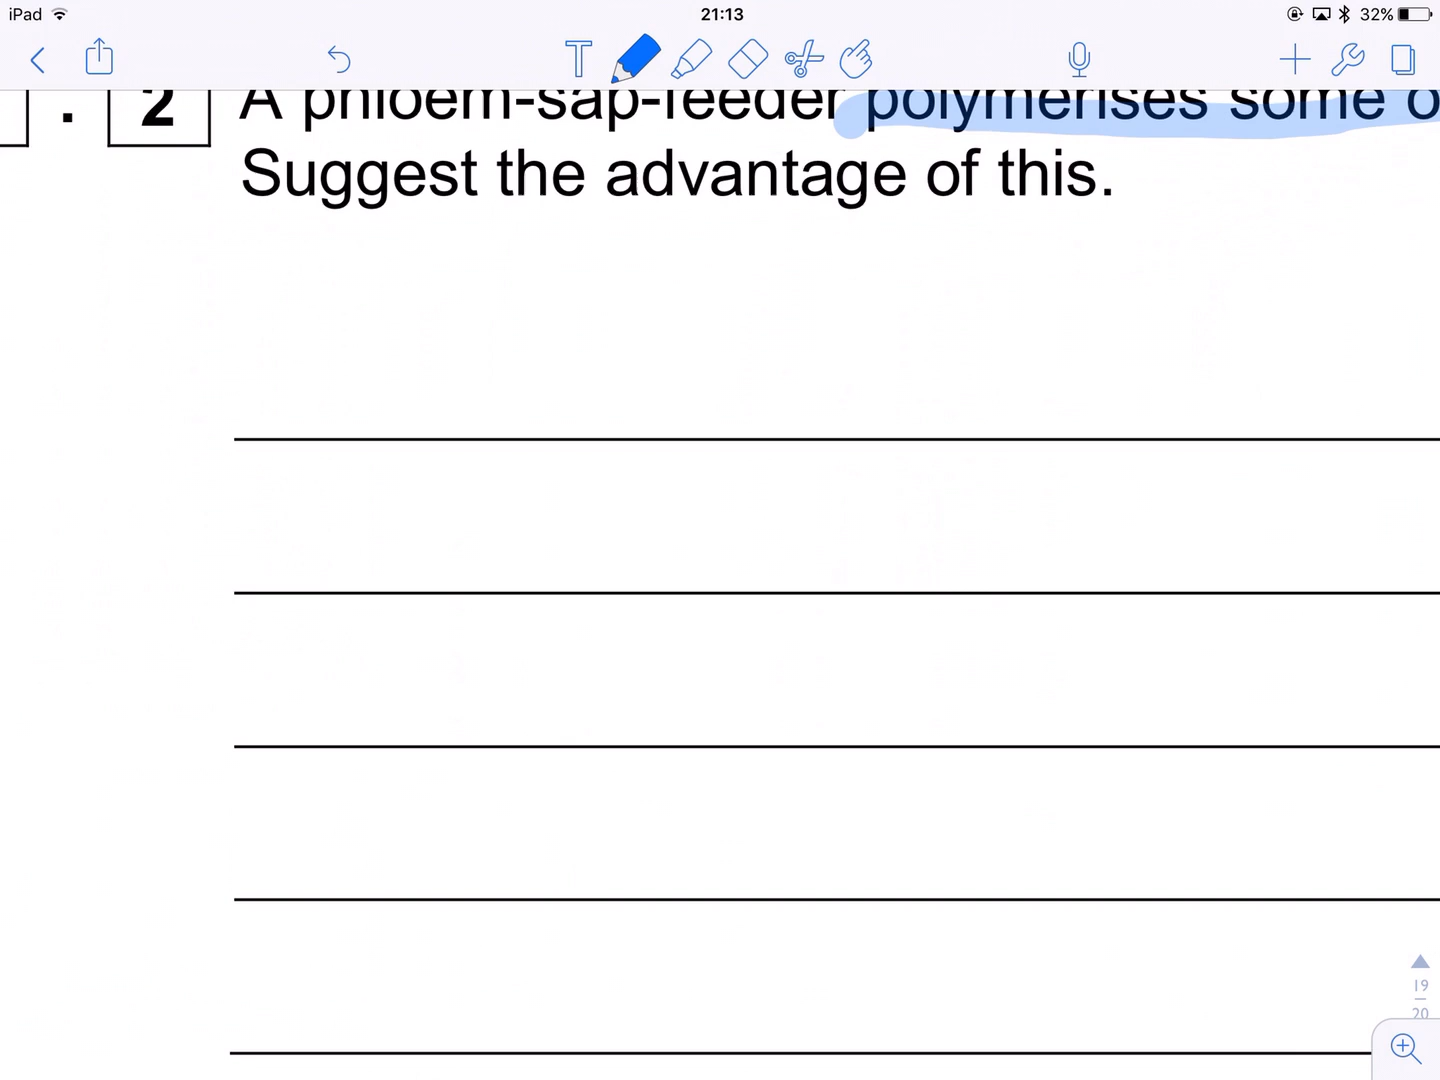 iPad 21:13 32%
. 2 A phloem-sap-feeder polymerises some o
Suggest the advantage of this.
19
20